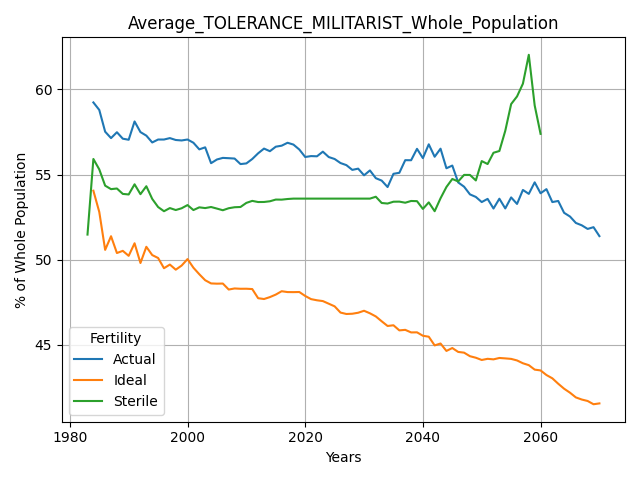 Average_TOLERANCE_MILITARIST_Whole_Population
% of Whole Population
60
55
50
45
Fertility
Actual
Ideal
Sterile
1980
2000
2020
2040
2060
Years